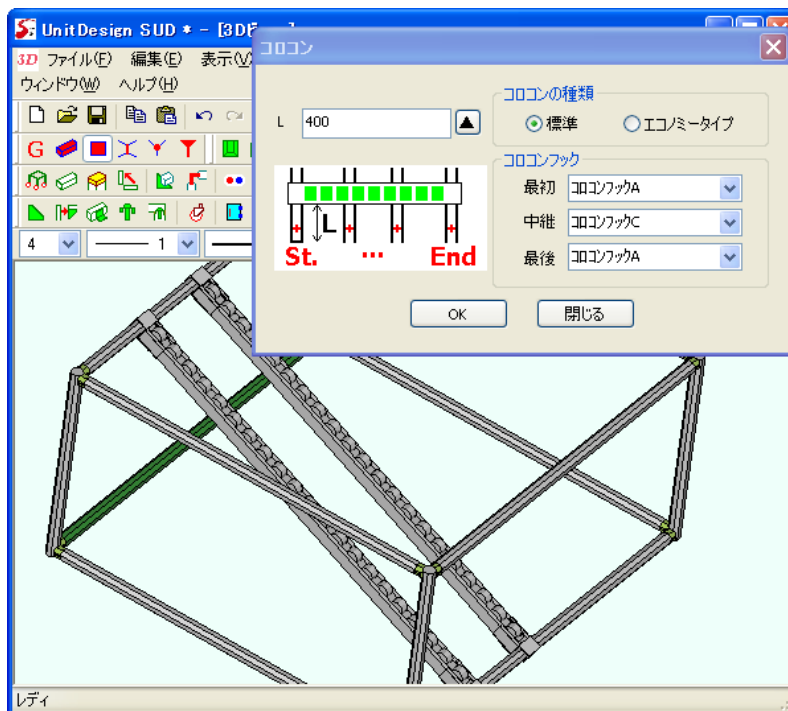 UnitDesign SUD * - [3Dビ
コロコン
3D ファイル(F) 編集(E) 表示(V)
ウィンドウ(W) ヘルプ(H)
L 400
コロコンの種類
標準 エコノミータイプ
コロコンフック
最初 コロコンフックA
中継 コロコンフックC
最後 コロコンフックA
L
St. ... End
OK 閉じる
G
4 1
レディ